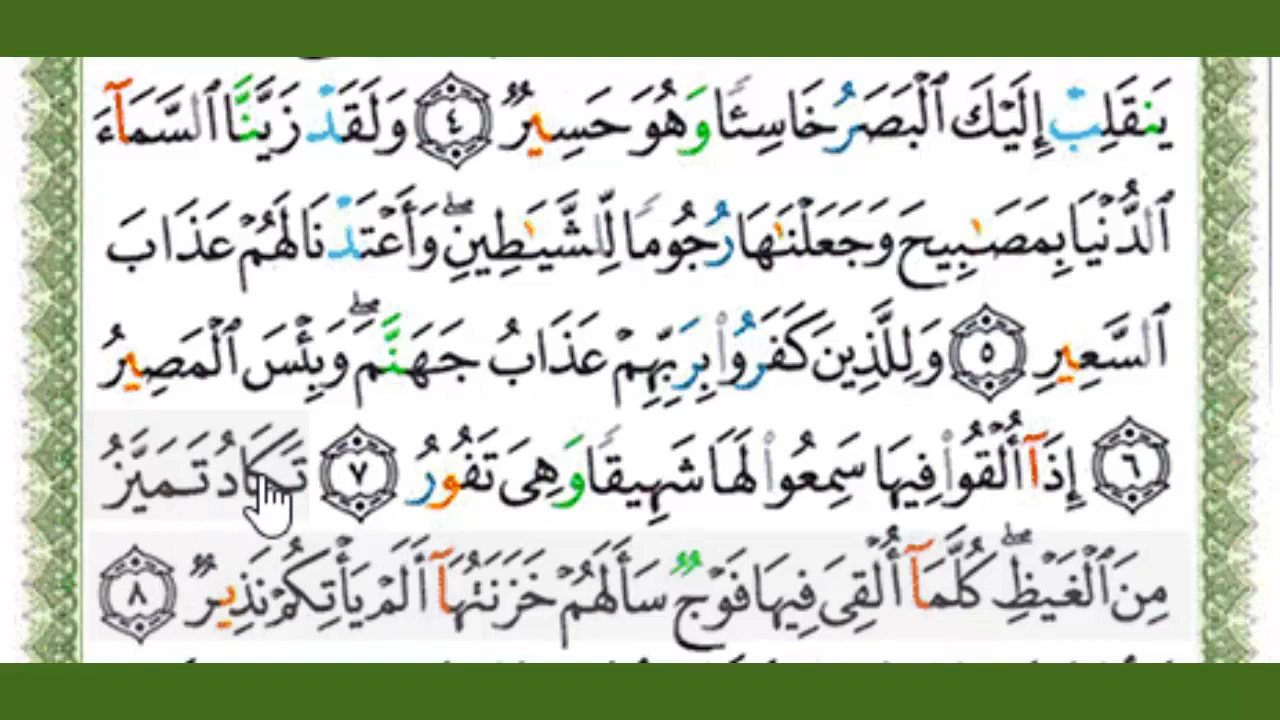 يَنقَلِبۡ إِلَيۡكَ ٱلۡبَصَرُ خَاسِئٗا وَهُوَ حَسِيرٞ ٤ وَلَقَدۡ زَيَّنَّا ٱلسَّمَآءَ
ٱلدُّنۡيَا بِمَصَٰبِيحَ وَجَعَلۡنَٰهَا رُجُومٗا لِّلشَّيَٰطِينِۖ وَأَعۡتَدۡنَا لَهُمۡ عَذَابَ
ٱلسَّعِيرِ ٥ وَلِلَّذِينَ كَفَرُواْ بِرَبِّهِمۡ عَذَابُ جَهَنَّمَۖ وَبِئۡسَ ٱلۡمَصِيرُ
٦ إِذَآ أُلۡقُواْ فِيهَا سَمِعُواْ لَهَا شَهِيقٗا وَهِيَ تَفُورُ ٧ تَكَادُ تَمَيَّزُ
مِنَ ٱلۡغَيۡظِۖ كُلَّمَآ أُلۡقِيَ فِيهَا فَوۡجٞ سَأَلَهُمۡ خَزَنَتُهَآ أَلَمۡ يَأۡتِكُمۡ نَذِيرٞ ٨